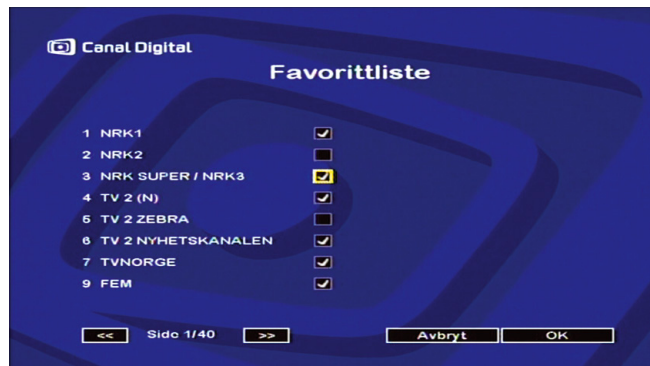 Canal Digital
Favorittliste
1 NRK1
2 NRK2
3 NRK SUPER / NRK3
4 TV 2 (N)
5 TV 2 ZEBRA
6 TV 2 NYHETSKANALEN
7 TVNORGE
9 FEM
<< Side 1/40 >> Avbryt OK